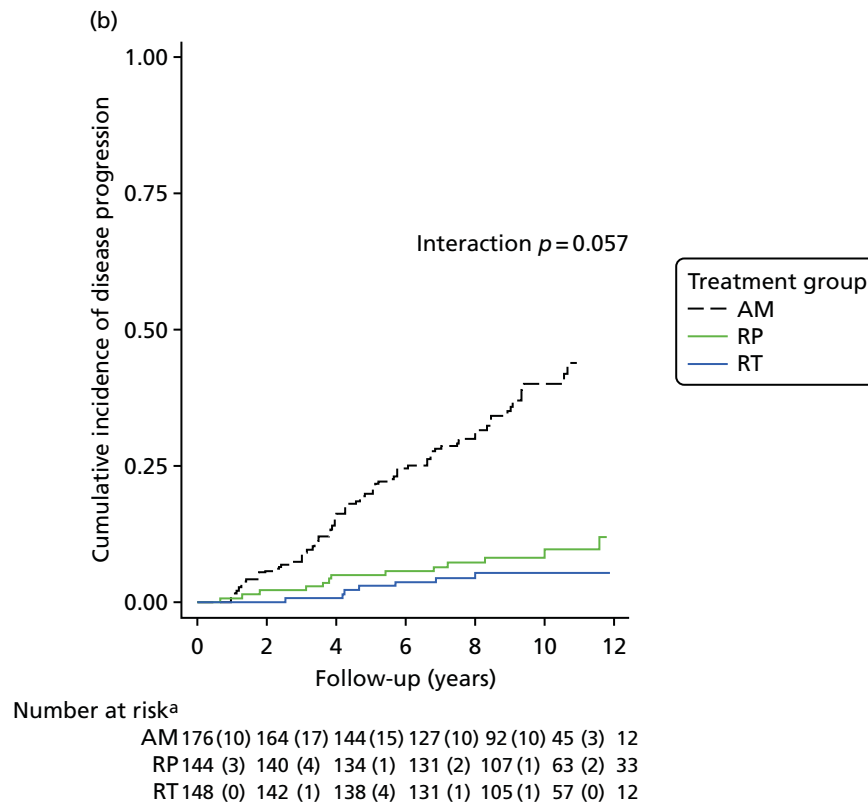 (b)
1.00
0.75
0.50
0.25
0.00
Cumulative incidence of disease progression
Interaction p = 0.057
Treatment group
AM
RP
RT
0 2 4 6 8 10 12
Follow-up (years)
Number at riskᵃ
AM 176 (10) 164 (17) 144 (15) 127 (10) 92 (10) 45 (3) 12
RP 144 (3) 140 (4) 134 (1) 131 (2) 107 (1) 63 (2) 33
RT 148 (0) 142 (1) 138 (4) 131 (1) 105 (1) 57 (0) 12